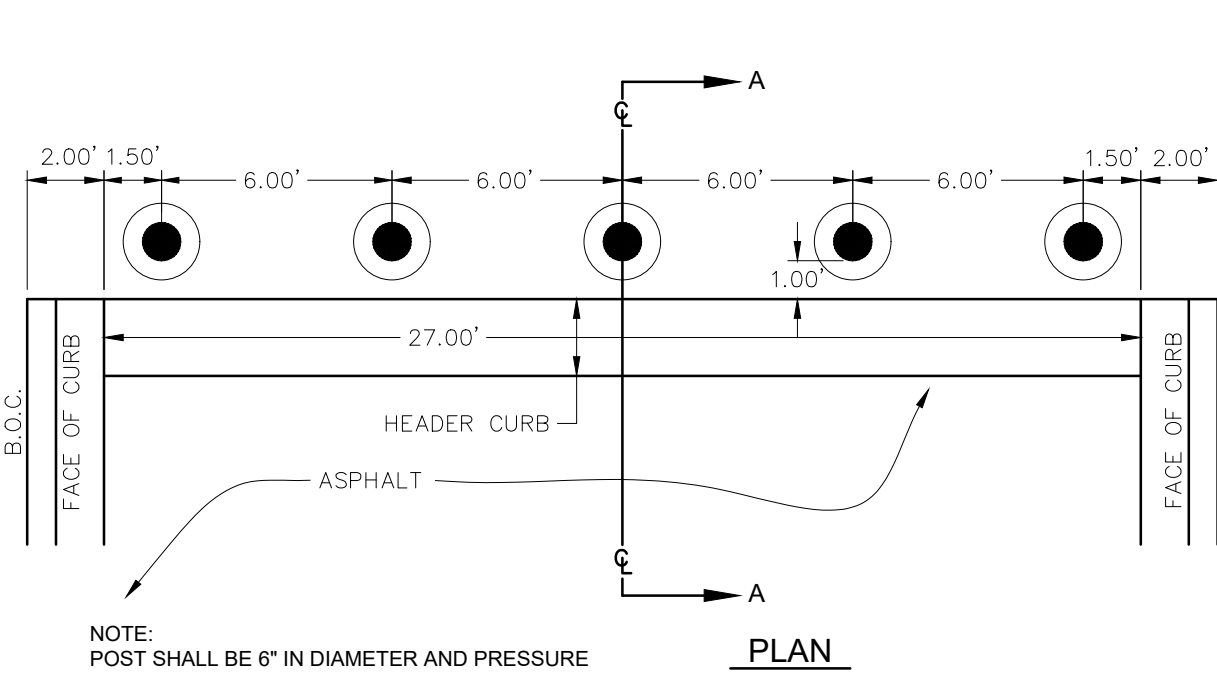 A
℄
2.00' 1.50' 1.50' 2.00'
6.00' 6.00' 6.00' 6.00'
1.00'
27.00'
B.O.C.
FACE OF CURB
FACE OF CURB
HEADER CURB
ASPHALT
℄
A
NOTE:
POST SHALL BE 6" IN DIAMETER AND PRESSURE
PLAN